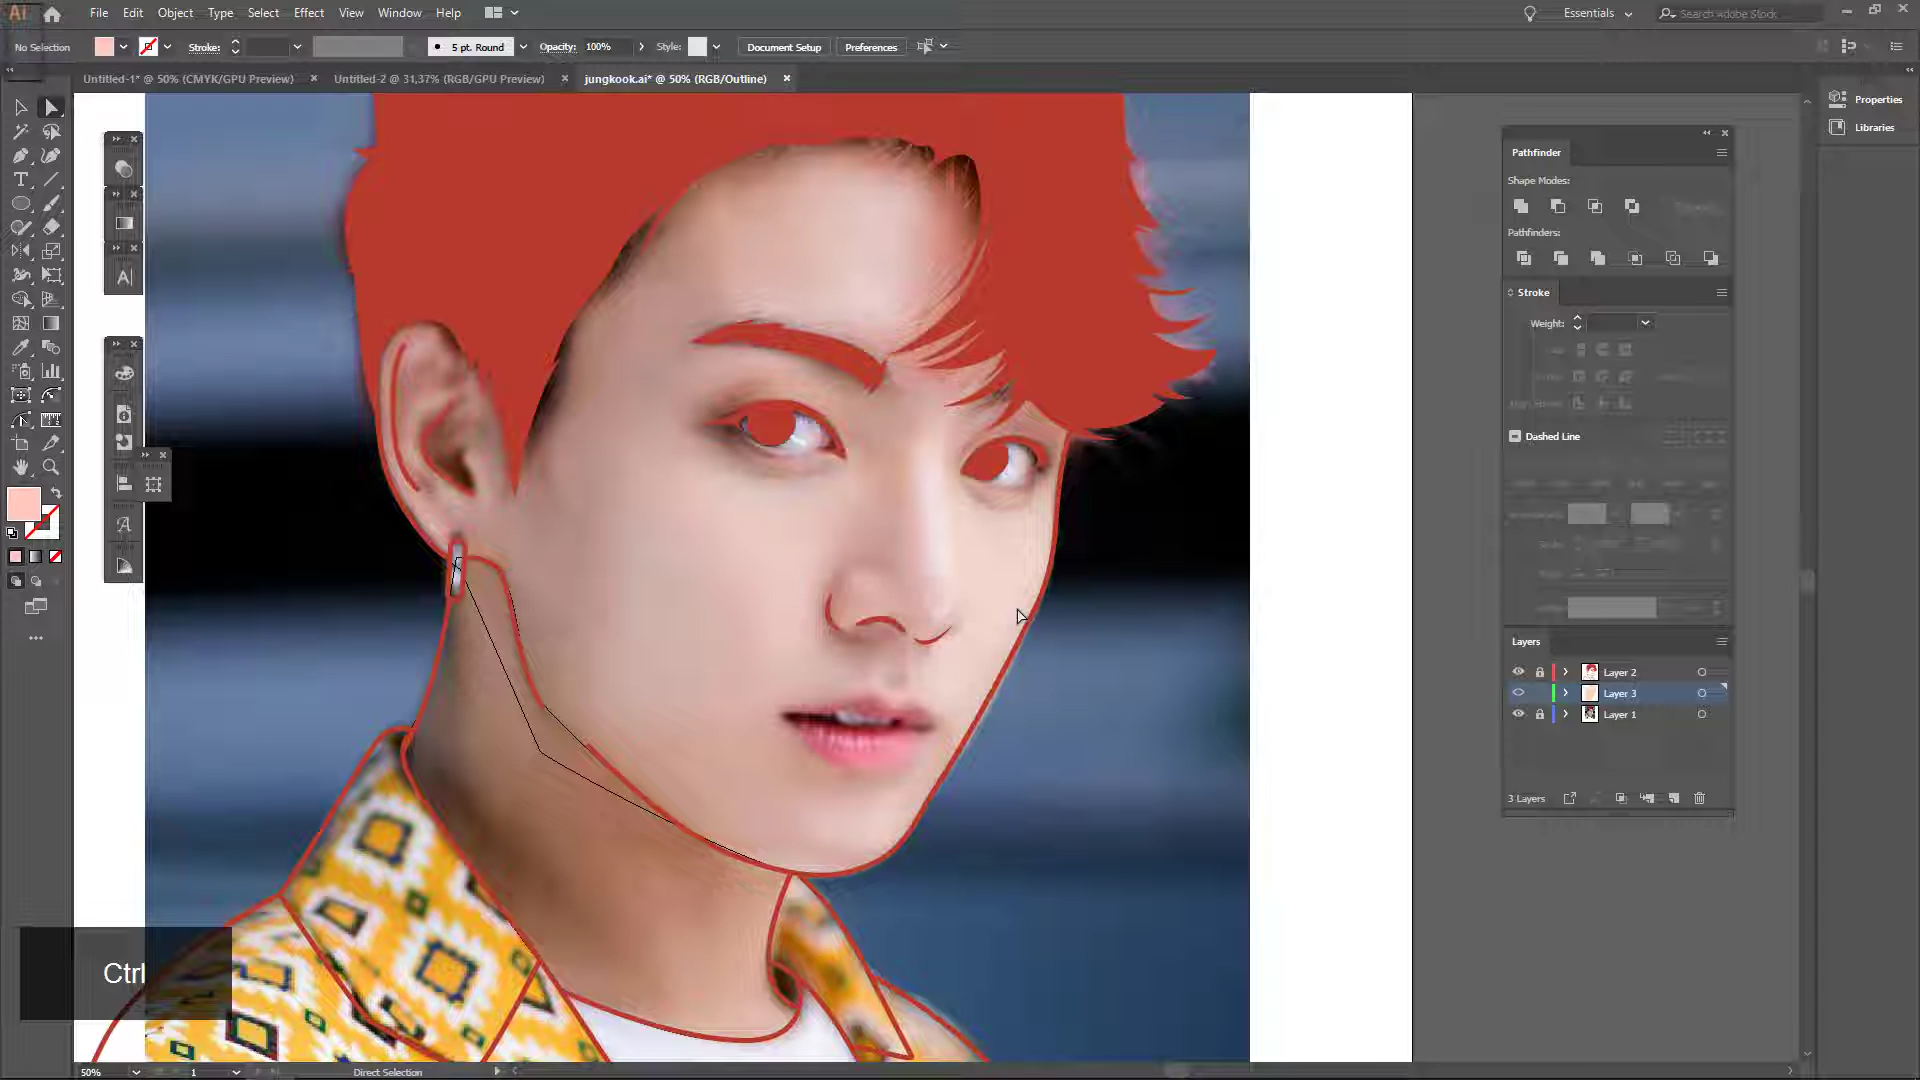 Ai File Edit Object Type Select Effect View Window Help Essentials Search Adobe Stock
No Selection Stroke: 5 pt. Round Opacity: 100% Style: Document Setup Preferences
Untitled-1* @ 50% (CMYK/GPU Preview) Untitled-2 @ 31,37% (RGB/GPU Preview) jungkook.ai* @ 50% (RGB/Outline)
Properties
Libraries
Pathfinder
Shape Modes:
Pathfinders:
Stroke
Weight:
Dashed Line
Layers
Layer 2
Layer 3
Layer 1
3 Layers
Ctrl
50% 1 Direct Selection